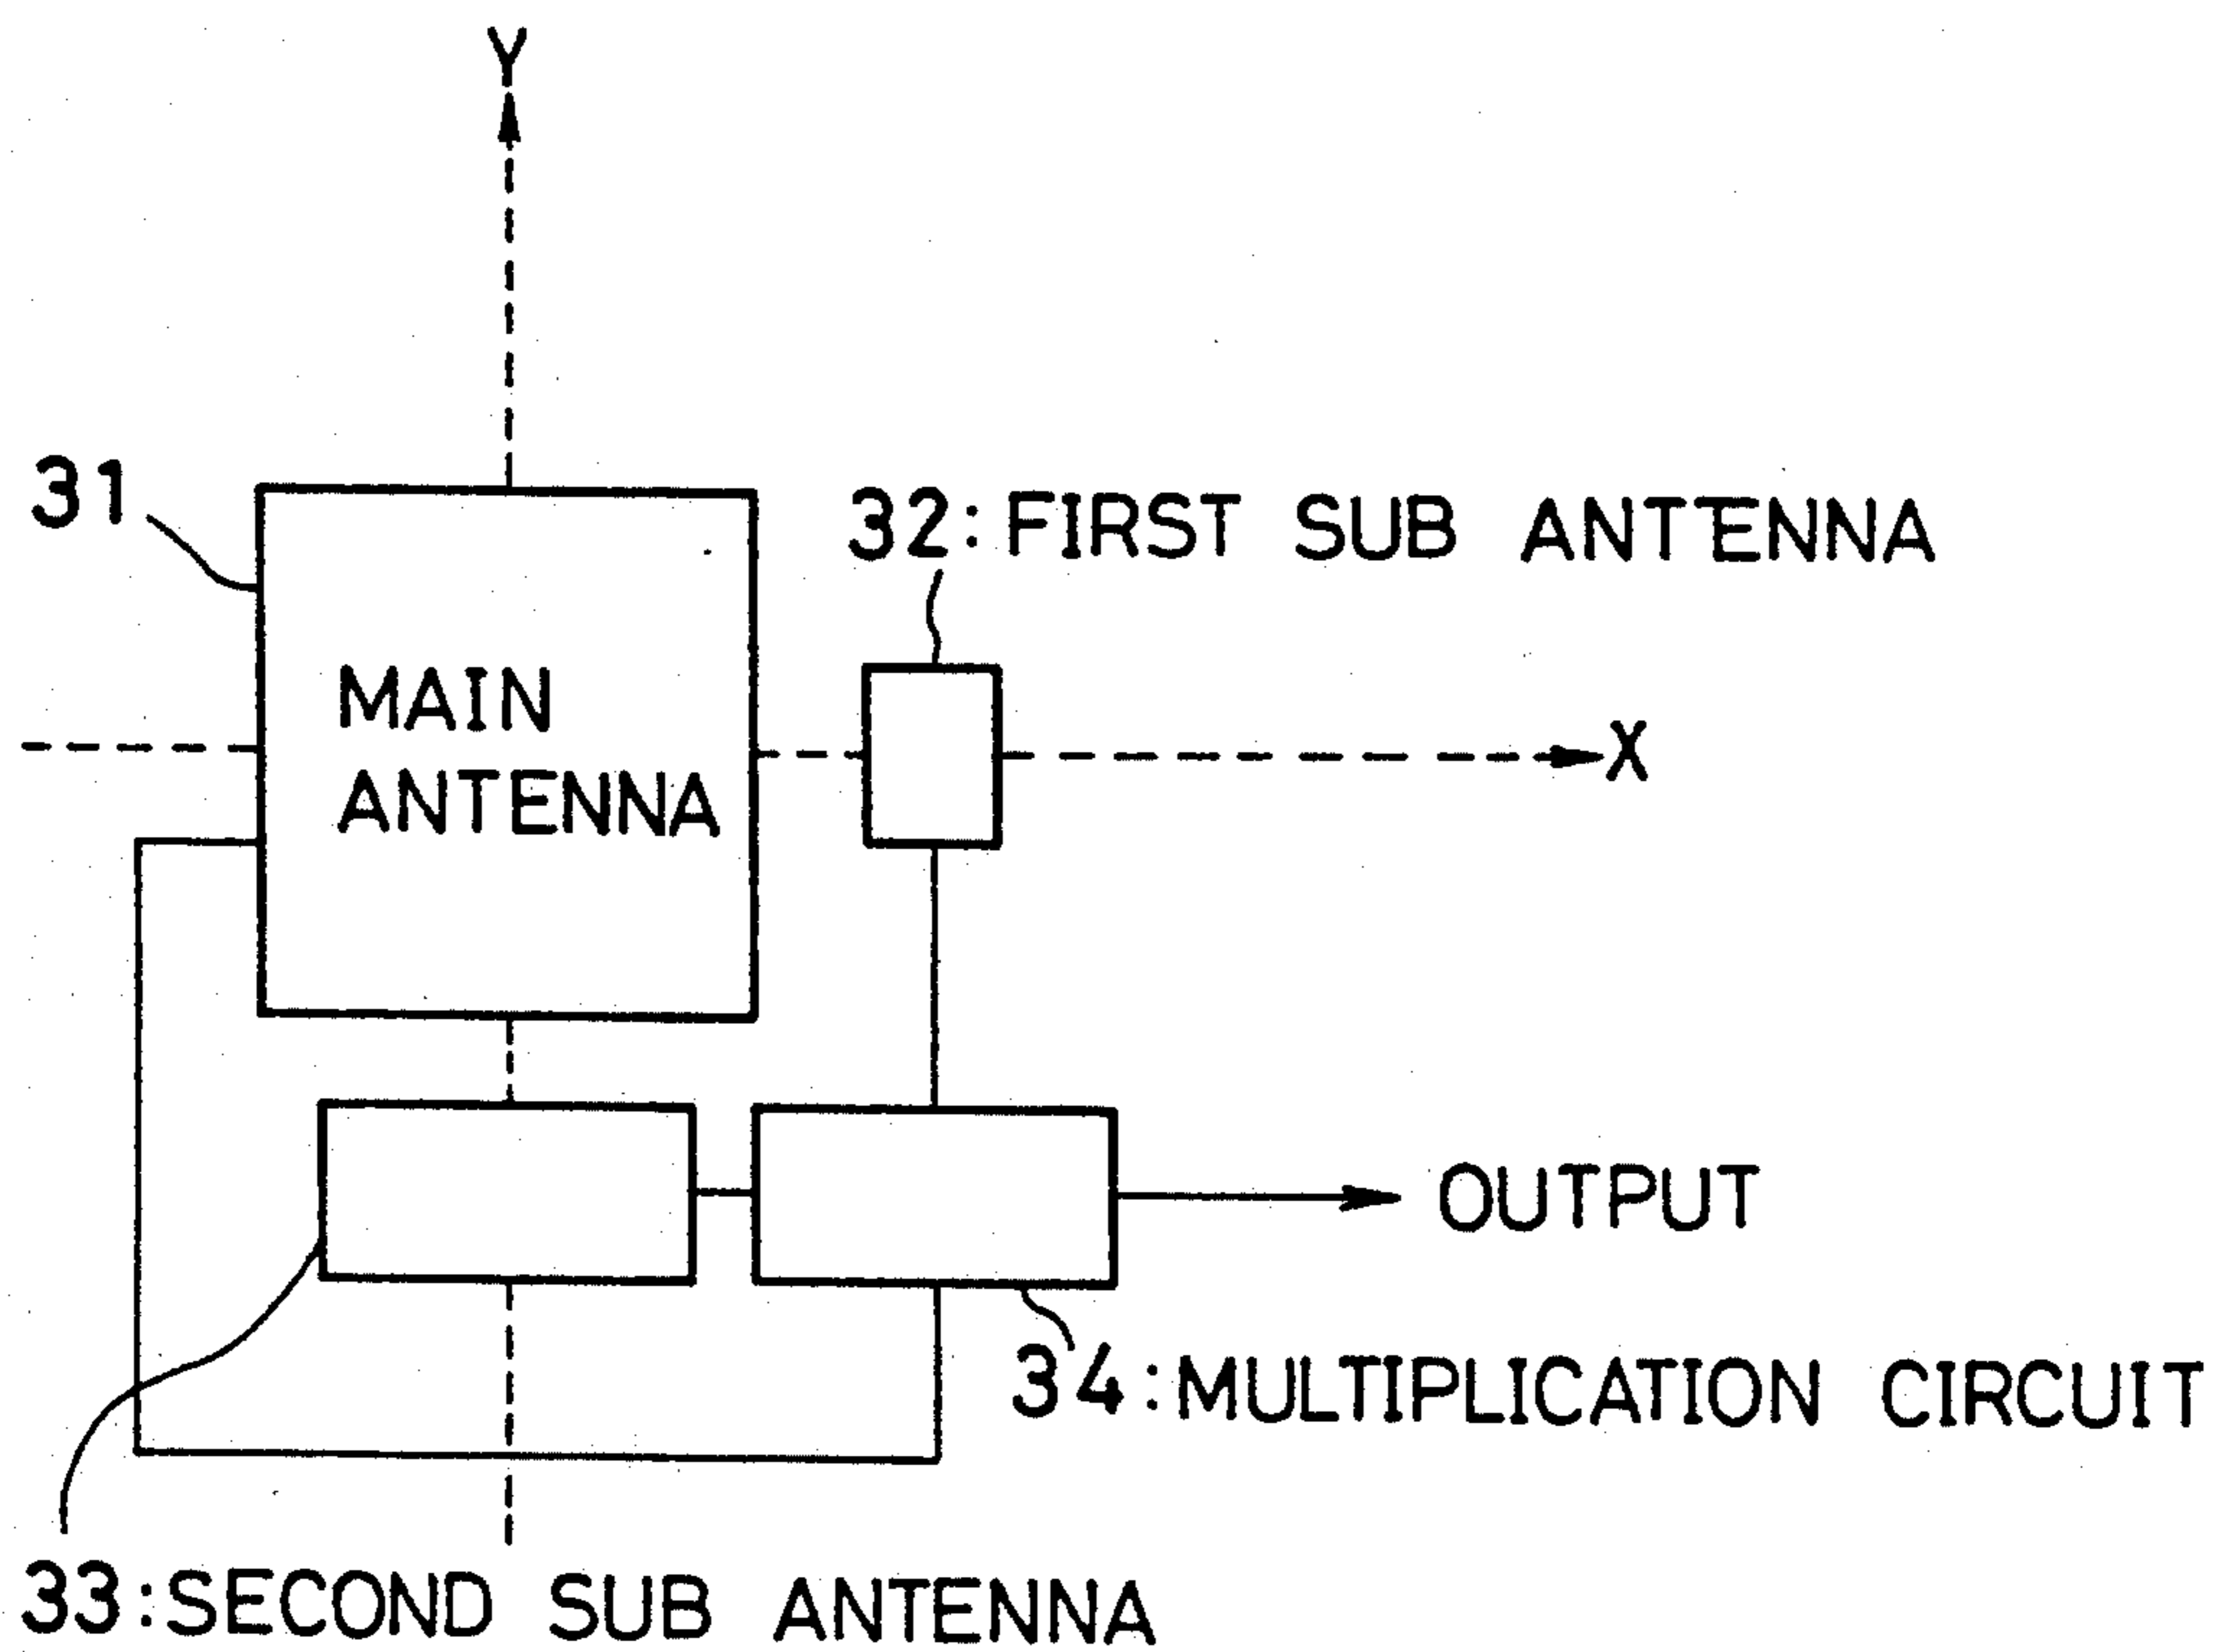 Y
31
32:FIRST SUB ANTENNA
MAIN
ANTENNA
X
OUTPUT
34:MULTIPLICATION CIRCUIT
33:SECOND SUB ANTENNA